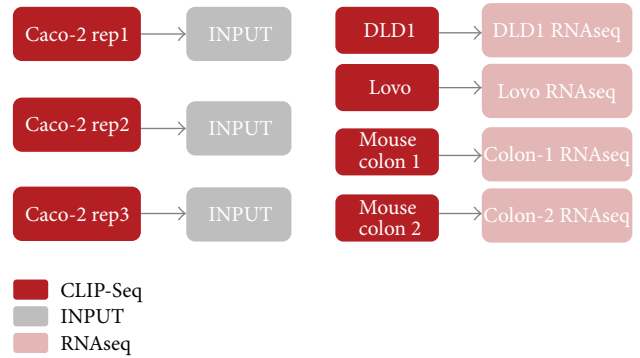 Caco-2 rep1
INPUT
Caco-2 rep2
INPUT
Caco-2 rep3
INPUT
DLD1
DLD1 RNAseq
Lovo
Lovo RNAseq
Mouse
colon 1
Colon-1 RNAseq
Mouse
colon 2
Colon-2 RNAseq
CLIP-Seq
INPUT
RNAseq